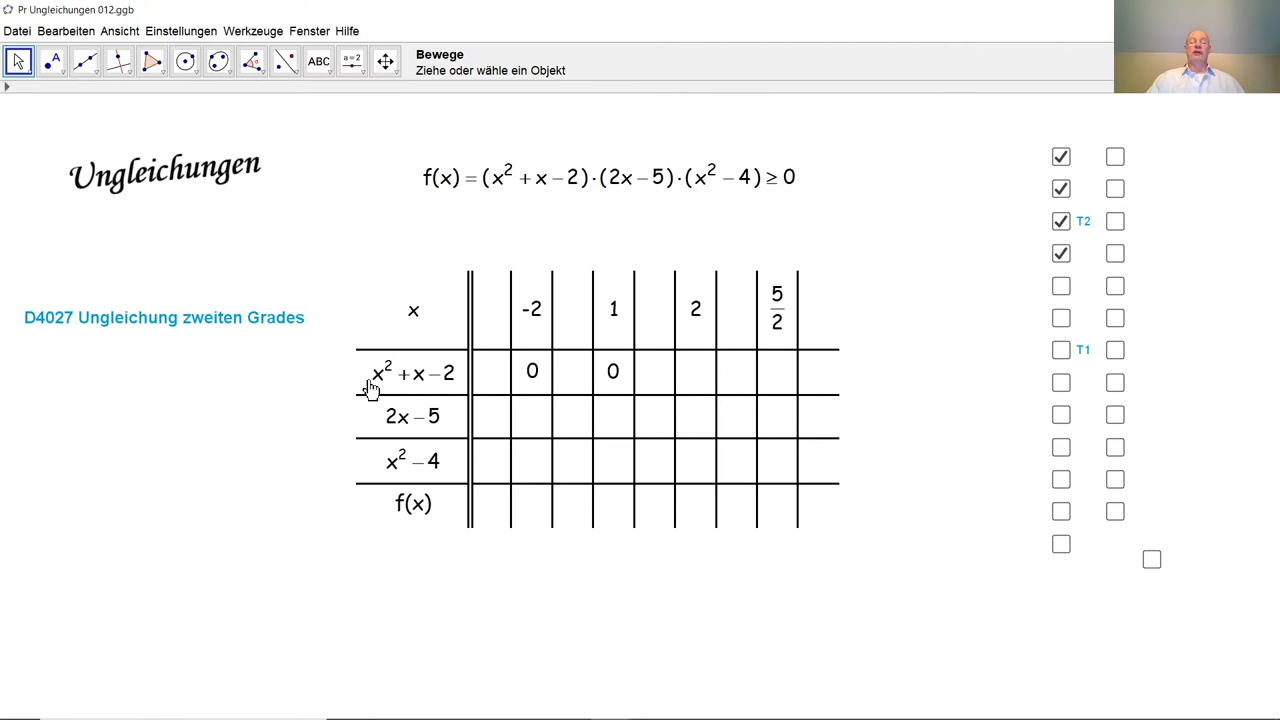 Pr Ungleichungen 012.ggb
Datei Bearbeiten Ansicht Einstellungen Werkzeuge Fenster Hilfe
A ABC a=2 Bewege
Ziehe oder wähle ein Objekt
Ungleichungen
f(x) = (x² + x − 2)·(2x − 5)·(x² − 4) ≥ 0
T2
D4027 Ungleichung zweiten Grades
x -2 1 2 5/2
x² + x − 2 0 0
T1
2x − 5
x² − 4
f(x)